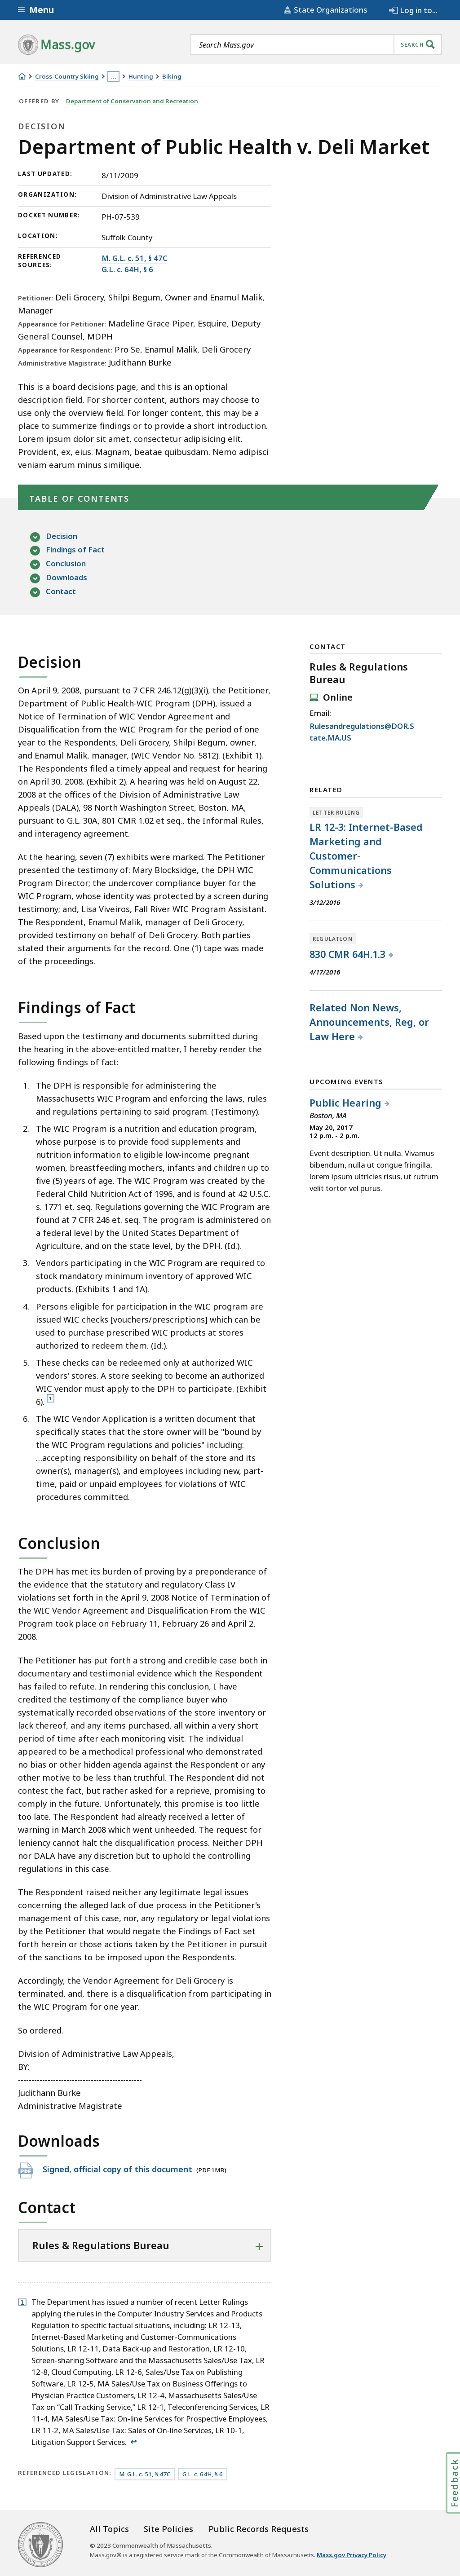 Menu
State Organizations
Log in to...
Mass.gov
Search Mass.gov
SEARCH
Cross-Country Skiing
...
Hunting
Biking
OFFERED BY Department of Conservation and Recreation
DECISION
Department of Public Health v. Deli Market
LAST UPDATED: 8/11/2009
ORGANIZATION: Division of Administrative Law Appeals
DOCKET NUMBER: PH-07-539
LOCATION: Suffolk County
REFERENCED SOURCES:
M. G.L. c. 51, § 47C
G.L. c. 64H, § 6
Petitioner: Deli Grocery, Shilpi Begum, Owner and Enamul Malik,
Manager
Appearance for Petitioner: Madeline Grace Piper, Esquire, Deputy
General Counsel, MDPH
Appearance for Respondent: Pro Se, Enamul Malik, Deli Grocery
Administrative Magistrate: Judithann Burke
This is a board decisions page, and this is an optional
description field. For shorter content, authors may choose to
use only the overview field. For longer content, this may be a
place to summarize findings or to provide a short introduction.
Lorem ipsum dolor sit amet, consectetur adipisicing elit.
Provident, ex, eius. Magnam, beatae quibusdam. Nemo adipisci
veniam earum minus similique.
TABLE OF CONTENTS
Decision
Findings of Fact
Conclusion
Downloads
Contact
Decision
On April 9, 2008, pursuant to 7 CFR 246.12(g)(3)(i), the Petitioner,
Department of Public Health-WIC Program (DPH), issued a
Notice of Termination of WIC Vendor Agreement and
Disqualification from the WIC Program for the period of one
year to the Respondents, Deli Grocery, Shilpi Begum, owner,
and Enamul Malik, manager, (WIC Vendor No. 5812). (Exhibit 1).
The Respondents filed a timely appeal and request for hearing
on April 30, 2008. (Exhibit 2). A hearing was held on August 22,
2008 at the offices of the Division of Administrative Law
Appeals (DALA), 98 North Washington Street, Boston, MA,
pursuant to G.L. 30A, 801 CMR 1.02 et seq., the Informal Rules,
and interagency agreement.
At the hearing, seven (7) exhibits were marked. The Petitioner
presented the testimony of: Mary Blocksidge, the DPH WIC
Program Director; the undercover compliance buyer for the
WIC Program, whose identity was protected by a screen during
testimony; and, Lisa Viveiros, Fall River WIC Program Assistant.
The Respondent, Enamul Malik, manager of Deli Grocery,
provided testimony on behalf of Deli Grocery. Both parties
stated their arguments for the record. One (1) tape was made
of the proceedings.
Findings of Fact
Based upon the testimony and documents submitted during
the hearing in the above-entitled matter, I hereby render the
following findings of fact:
1. The DPH is responsible for administering the
Massachusetts WIC Program and enforcing the laws, rules
and regulations pertaining to said program. (Testimony).
2. The WIC Program is a nutrition and education program,
whose purpose is to provide food supplements and
nutrition information to eligible low-income pregnant
women, breastfeeding mothers, infants and children up to
five (5) years of age. The WIC Program was created by the
Federal Child Nutrition Act of 1996, and is found at 42 U.S.C.
s. 1771 et. seq. Regulations governing the WIC Program are
found at 7 CFR 246 et. seq. The program is administered on
a federal level by the United States Department of
Agriculture, and on the state level, by the DPH. (Id.).
3. Vendors participating in the WIC Program are required to
stock mandatory minimum inventory of approved WIC
products. (Exhibits 1 and 1A).
4. Persons eligible for participation in the WIC program are
issued WIC checks [vouchers/prescriptions] which can be
used to purchase prescribed WIC products at stores
authorized to redeem them. (Id.).
5. These checks can be redeemed only at authorized WIC
vendors' stores. A store seeking to become an authorized
WIC vendor must apply to the DPH to participate. (Exhibit
6). 1
6. The WIC Vendor Application is a written document that
specifically states that the store owner will be "bound by
the WIC Program regulations and policies" including:
…accepting responsibility on behalf of the store and its
owner(s), manager(s), and employees including new, part-
time, paid or unpaid employees for violations of WIC
procedures committed.
Conclusion
The DPH has met its burden of proving by a preponderance of
the evidence that the statutory and regulatory Class IV
violations set forth in the April 9, 2008 Notice of Termination of
the WIC Vendor Agreement and Disqualification From the WIC
Program took place on February 11, February 26 and April 2,
2008.
The Petitioner has put forth a strong and credible case both in
documentary and testimonial evidence which the Respondent
has failed to refute. In rendering this conclusion, I have
credited the testimony of the compliance buyer who
systematically recorded observations of the store inventory or
lack thereof, and any items purchased, all within a very short
time period after each of the visits in question. The individual
appeared to be a methodical professional who demonstrated
no bias or other hidden agenda against the Respondent or any
other motive to be less than truthful. The Respondent did not
contest the fact, but rather asked for a reprieve, promising to
comply in the future. Unfortunately, this promise is too little
too late. The Respondent had already received a letter of
warning in March 2008 which went unheeded. The request for
leniency cannot halt the disqualification process. Neither DPH
nor DALA have any discretion but to uphold the controlling
regulations in this case.
The Respondent raised neither any legitimate legal issues
concerning the alleged lack of due process in the Petitioner's
management of this case, nor, any regulatory or legal violations
by the Petitioner that would negate the Findings of Fact set
forth herein or those actions taken by the Petitioner in pursuit
of the sanctions to be imposed upon the Respondents.
Accordingly, the Vendor Agreement for Deli Grocery is
terminated, and, there is a disqualification from participating in
the WIC Program for one year.
So ordered.
Division of Administrative Law Appeals,
BY:
----------------------------------------------
Judithann Burke
Administrative Magistrate
Downloads
Signed, official copy of this document (PDF 1MB)
Contact
Rules & Regulations Bureau
1 The Department has issued a number of recent Letter Rulings
applying the rules in the Computer Industry Services and Products
Regulation to specific factual situations, including: LR 12-13,
Internet-Based Marketing and Customer-Communications
Solutions, LR 12-11, Data Back-up and Restoration, LR 12-10,
Screen-sharing Software and the Massachusetts Sales/Use Tax, LR
12-8, Cloud Computing, LR 12-6, Sales/Use Tax on Publishing
Software, LR 12-5, MA Sales/Use Tax on Business Offerings to
Physician Practice Customers, LR 12-4, Massachusetts Sales/Use
Tax on “Call Tracking Service,” LR 12-1, Teleconferencing Services, LR
11-4, MA Sales/Use Tax: On-line Services for Prospective Employees,
LR 11-2, MA Sales/Use Tax: Sales of On-line Services, LR 10-1,
Litigation Support Services. ↩
REFERENCED LEGISLATION: M. G.L. c. 51, § 47C G.L. c. 64H, § 6
CONTACT
Rules & Regulations
Bureau
Online
Email:
Rulesandregulations@DOR.S
tate.MA.US
RELATED
LETTER RULING
LR 12-3: Internet-Based
Marketing and
Customer-
Communications
Solutions
3/12/2016
REGULATION
830 CMR 64H.1.3
4/17/2016
Related Non News,
Announcements, Reg, or
Law Here
UPCOMING EVENTS
Public Hearing
Boston, MA
May 20, 2017
12 p.m. - 2 p.m.
Event description. Ut nulla. Vivamus
bibendum, nulla ut congue fringilla,
lorem ipsum ultricies risus, ut rutrum
velit tortor vel purus.
Feedback
All Topics
Site Policies
Public Records Requests
© 2023 Commonwealth of Massachusetts.
Mass.gov® is a registered service mark of the Commonwealth of Massachusetts. Mass.gov Privacy Policy